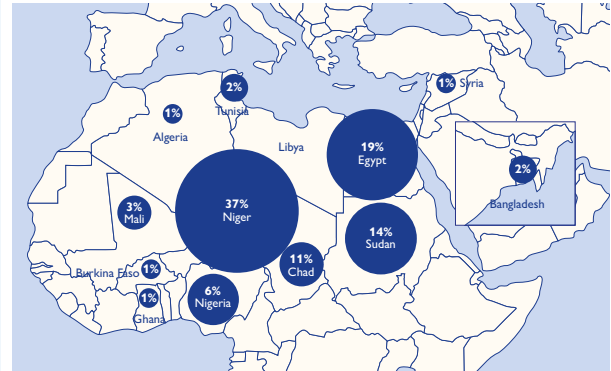 1%
Syria
2%
Tunisia
1%
Algeria
Libya
19%
Egypt
2%
Bangladesh
37%
Niger
3%
Mali
14%
Sudan
11%
Chad
Burkina Faso
1%
6%
Nigeria
1%
Ghana